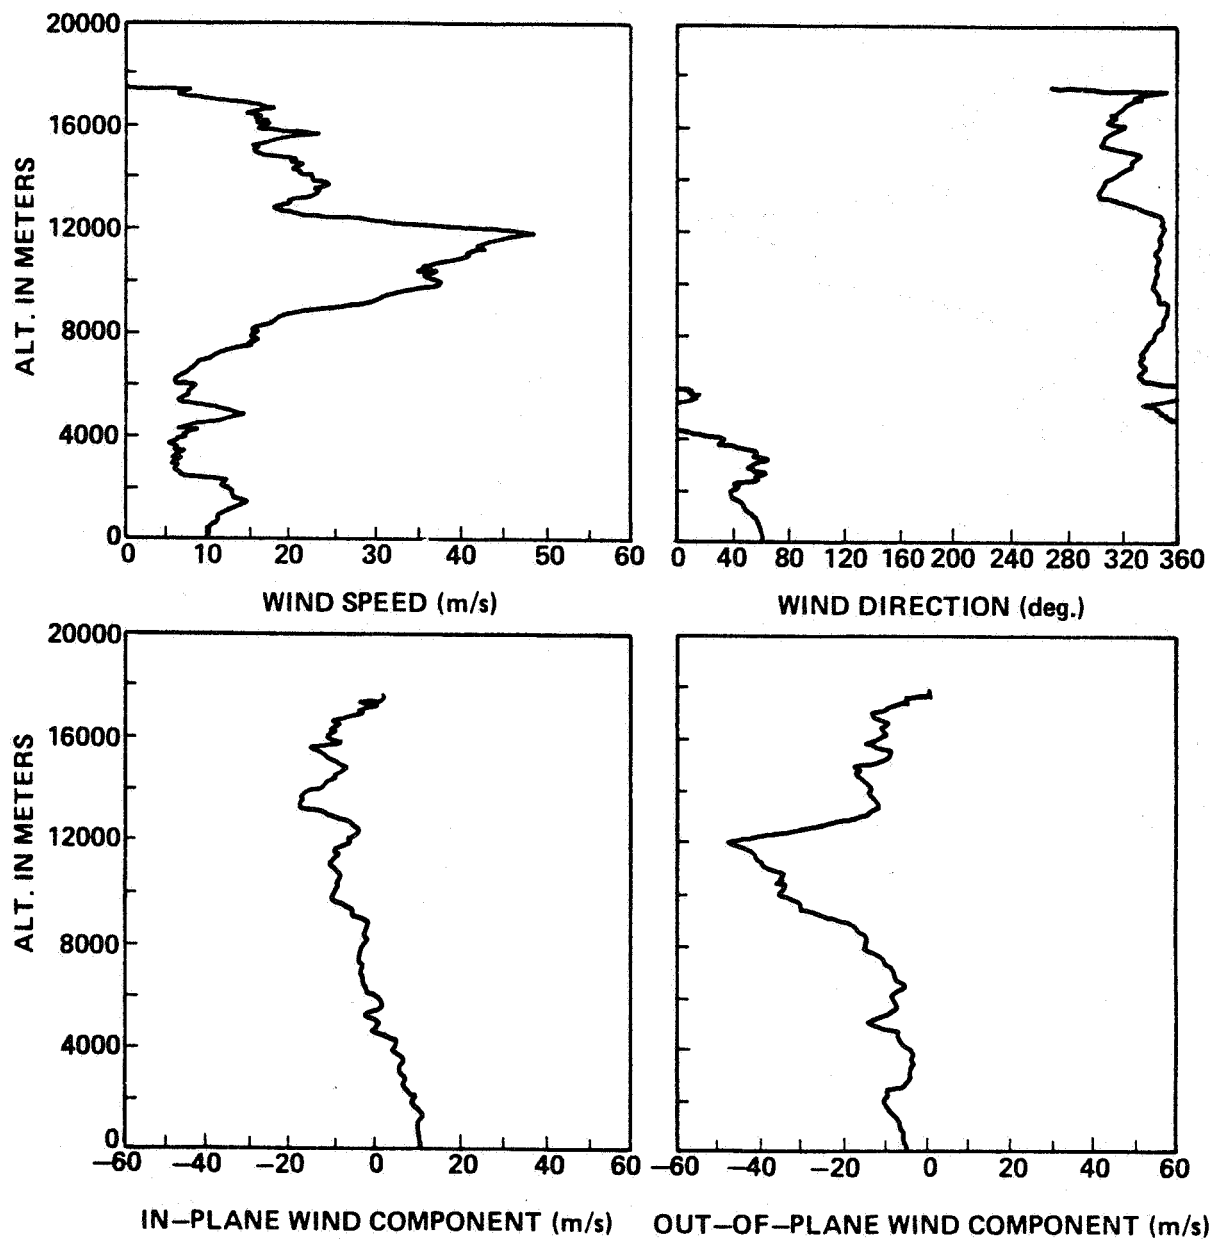 20000
16000
12000
8000
4000
0
ALT. IN METERS
0 10 20 30 40 50 60
WIND SPEED (m/s)
0 40 80 120 160 200 240 280 320 360
WIND DIRECTION (deg.)
20000
16000
12000
8000
4000
0
ALT. IN METERS
−60 −40 −20 0 20 40 60
IN−PLANE WIND COMPONENT (m/s)
−60 −40 −20 0 20 40 60
OUT−OF−PLANE WIND COMPONENT (m/s)